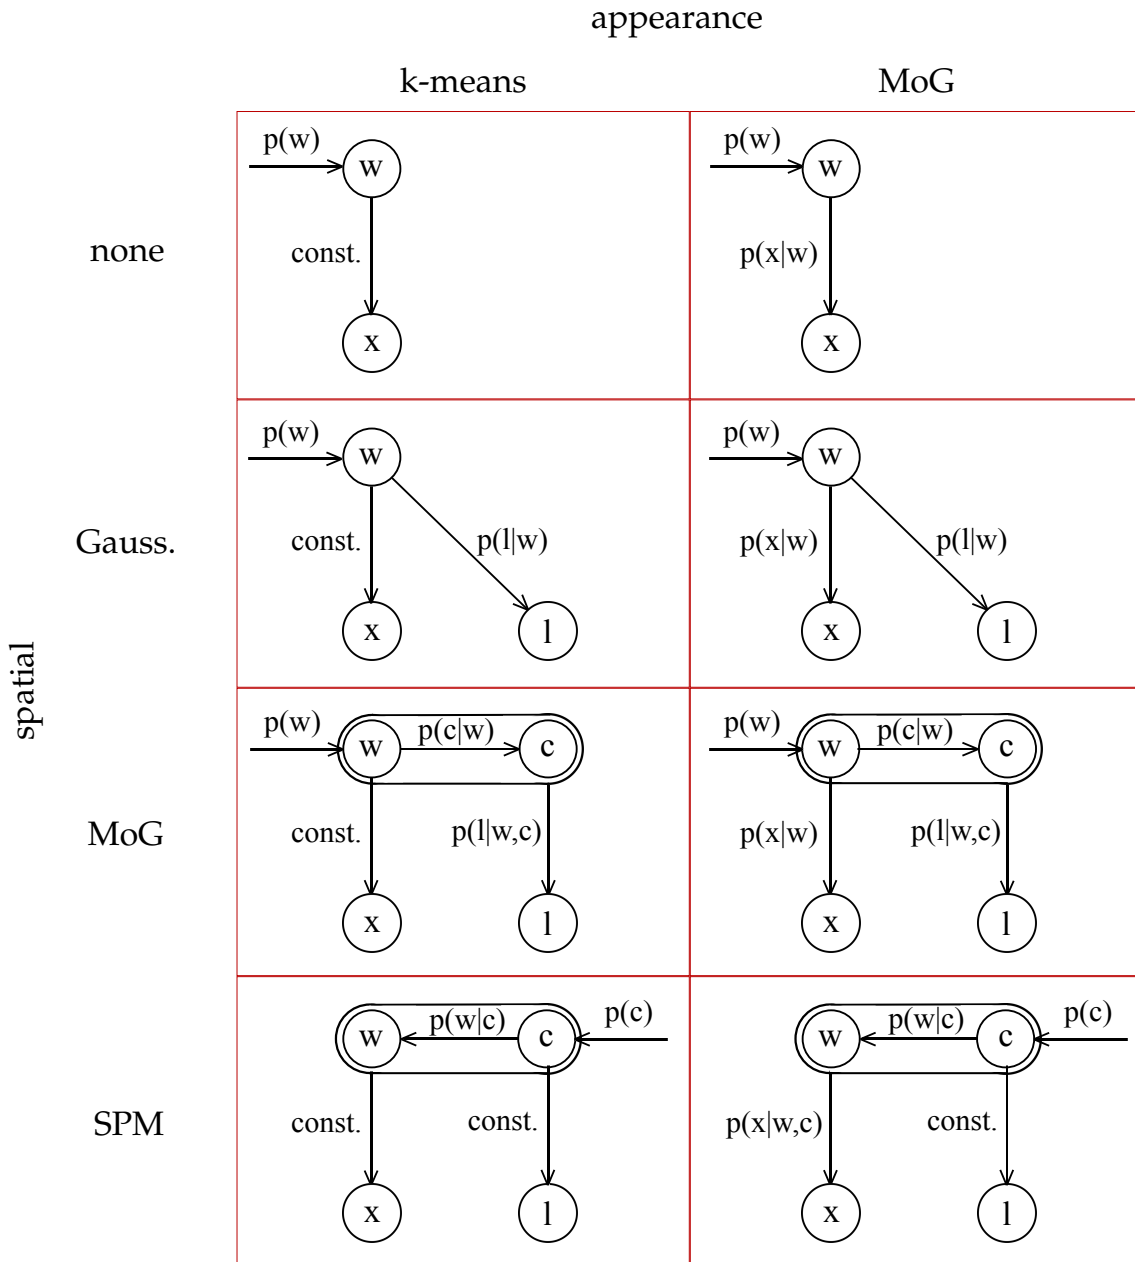 appearance
k-means MoG
p(w) w p(w) w
none const. p(x|w)
x x
p(w) w p(w) w
Gauss. const. p(l|w) p(x|w) p(l|w)
x l x l
spatial
p(w) w p(c|w) c p(w) w p(c|w) c
MoG const. p(l|w,c) p(x|w) p(l|w,c)
x l x l
w p(w|c) c p(c) w p(w|c) c p(c)
SPM const. const. p(x|w,c) const.
x l x l